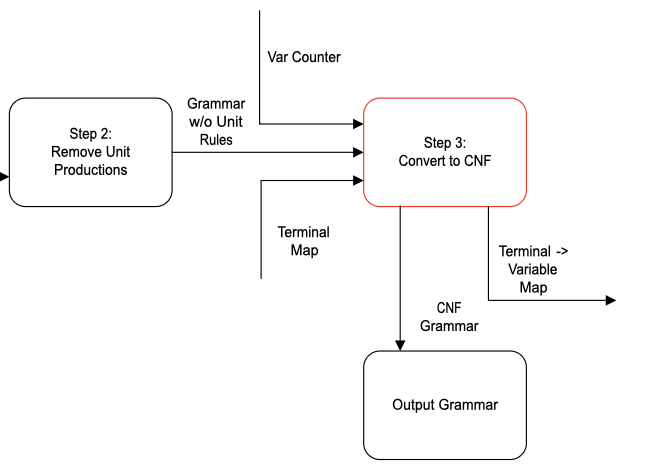 Var Counter
Grammar
w/o Unit
Rules
Step 2:
Remove Unit
Productions
Step 3:
Convert to CNF
Terminal
Map
Terminal ->
Variable
Map
CNF
Grammar
Output Grammar